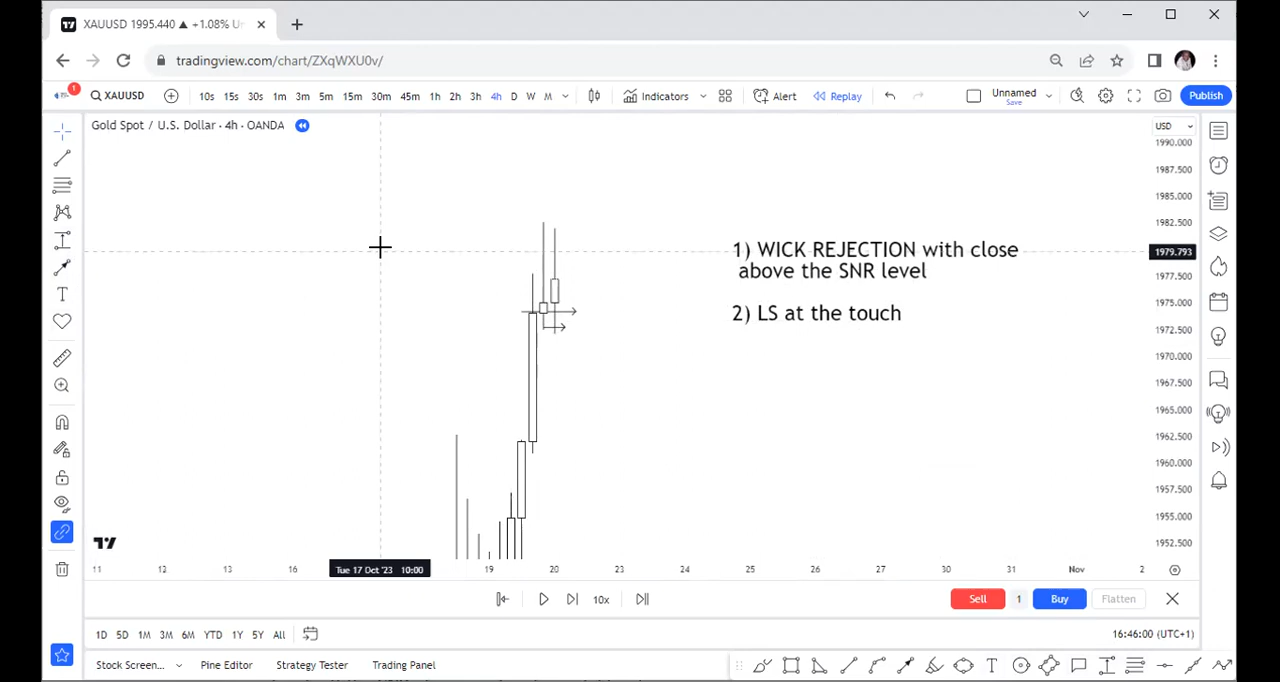 XAUUSD 1995.440 ▲ +1.08% Ur
tradingview.com/chart/ZXqWXU0v/
1
XAUUSD 10s 15s 30s 1m 3m 5m 15m 30m 45m 1h 2h 3h 4h D W M Indicators Alert Replay Unnamed Save Publish
Gold Spot / U.S. Dollar · 4h · OANDA
USD
1990.000
1987.500
1985.000
1982.500
1979.793
1977.500
1975.000
1972.500
1970.000
1967.500
1965.000
1962.500
1960.000
1957.500
1955.000
1952.500
1) WICK REJECTION with close
above the SNR level
2) LS at the touch
11 12 13 16 Tue 17 Oct '23 10:00 19 20 23 24 25 26 27 30 31 Nov 2
10x Sell 1 Buy Flatten
1D 5D 1M 3M 6M YTD 1Y 5Y All 16:46:00 (UTC+1)
Stock Screen... Pine Editor Strategy Tester Trading Panel